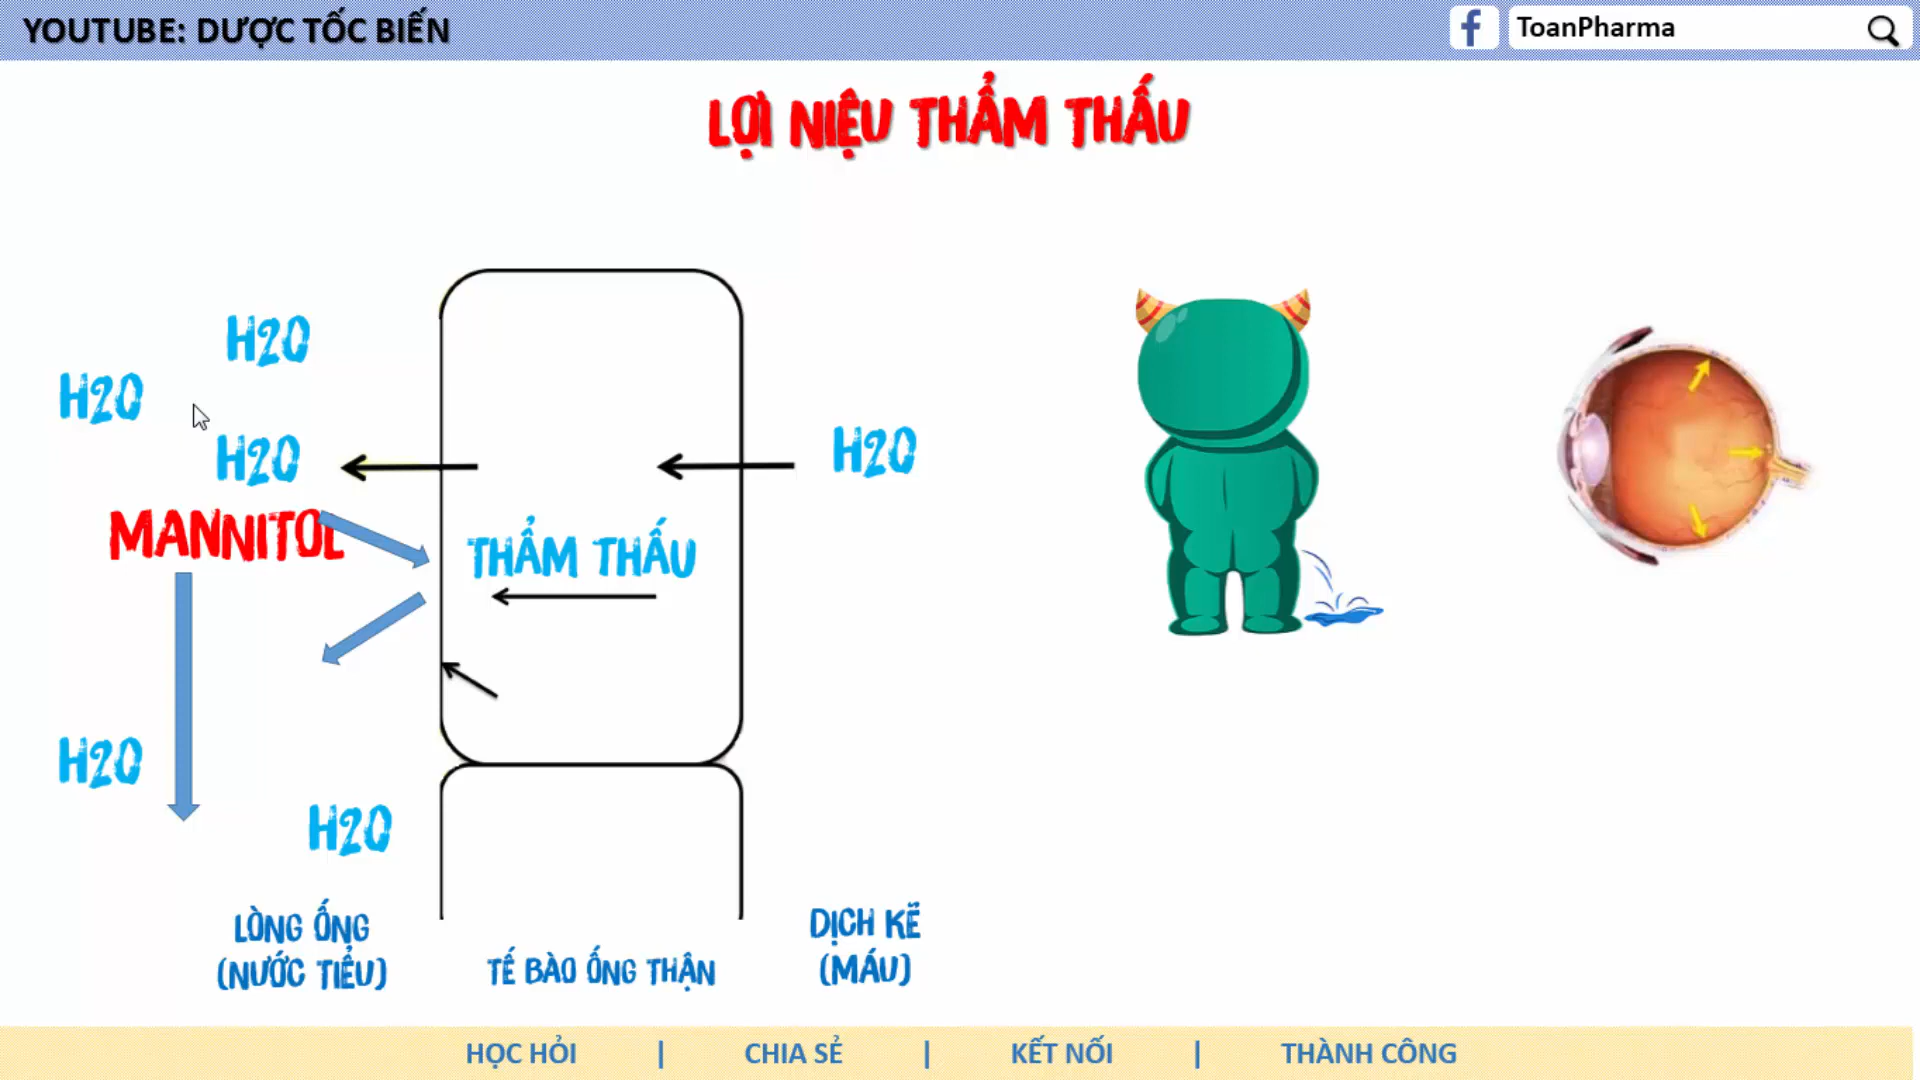 YOUTUBE: DƯỢC TỐC BIẾN
ToanPharma
LỢI NIỆU THẨM THẤU
H2O
H2O
H2O
H2O
MANNITOL
THẨM THẤU
H2O
H2O
LÒNG ỐNG
(NƯỚC TIỂU)
TẾ BÀO ỐNG THẬN
DỊCH KẼ
(MÁU)
HỌC HỎI | CHIA SẺ | KẾT NỐI | THÀNH CÔNG